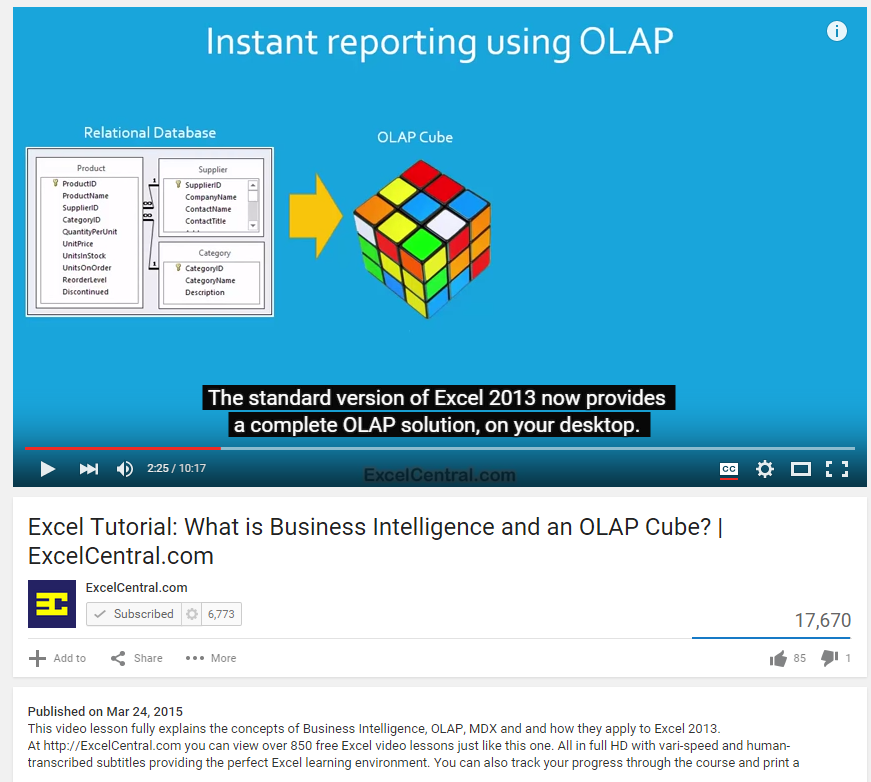 Instant reporting using OLAP
i
Relational Database
OLAP Cube
Product
ProductID
ProductName
SupplierID
CategoryID
QuantityPerUnit
UnitPrice
UnitsInStock
UnitsOnOrder
ReorderLevel
Discontinued
1
∞
∞
1
Supplier
SupplierID
CompanyName
ContactName
ContactTitle
Category
CategoryID
CategoryName
Description
The standard version of Excel 2013 now provides
a complete OLAP solution, on your desktop.
2:25 / 10:17
ExcelCentral.com
CC
Excel Tutorial: What is Business Intelligence and an OLAP Cube? |
ExcelCentral.com
EC
ExcelCentral.com
Subscribed 6,773
17,670
Add to Share More
85 1
Published on Mar 24, 2015
This video lesson fully explains the concepts of Business Intelligence, OLAP, MDX and and how they apply to Excel 2013.
At http://ExcelCentral.com you can view over 850 free Excel video lessons just like this one. All in full HD with vari-speed and human-
transcribed subtitles providing the perfect Excel learning environment. You can also track your progress through the course and print a